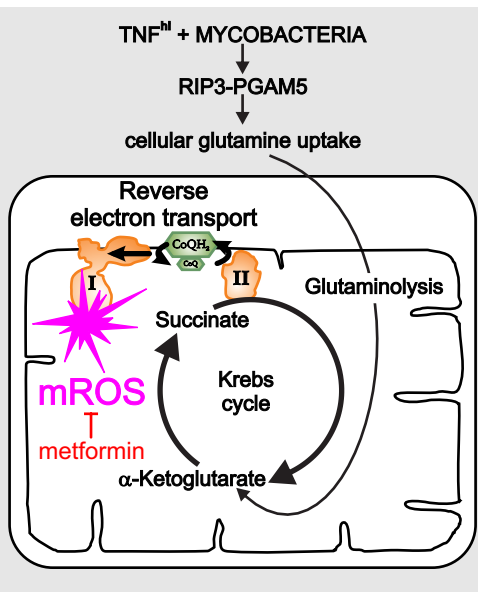 TNFhi + MYCOBACTERIA
RIP3-PGAM5
cellular glutamine uptake
Reverse
electron transport
CoQH2
CoQ
I
II
Glutaminolysis
Succinate
mROS
Krebs
cycle
metformin
α-Ketoglutarate